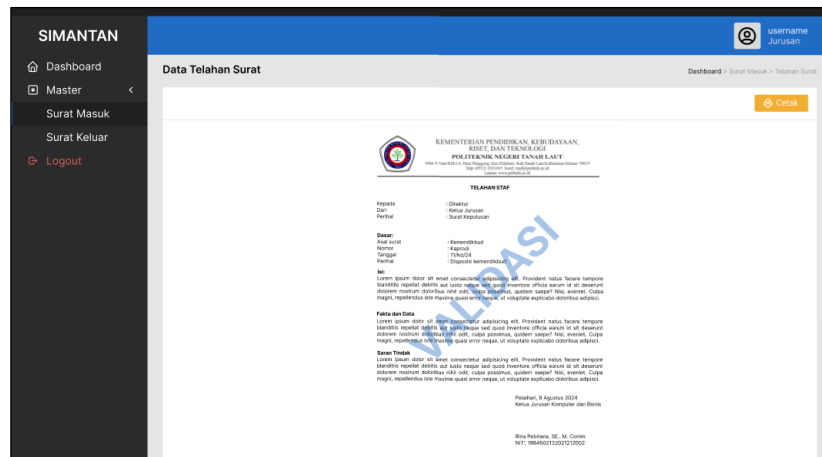 SIMANTAN
username
Jurusan
Dashboard
Data Telahan Surat
Dashboard > Surat Masuk > Telahan Surat
Master <
Cetak
Surat Masuk
Surat Keluar
Logout
KEMENTERIAN PENDIDIKAN, KEBUDAYAAN,
RISET, DAN TEKNOLOGI
POLITEKNIK NEGERI TANAH LAUT
TELAHAN STAF
Kepada : Direktur
Dari : Ketua Jurusan
Perihal : Surat Keputusan
Dasar:
Asal surat : Kemendikbud
Nomor : Kaprodi
Tanggal : 11/Kd/24
Perihal : Disposisi kemendikbud
Isi:
Lorem ipsum dolor sit amet consectetur adipisicing elit. Provident natus facere tempore
blanditiis repellat debitis aut iusto neque sed quod inventore officia earum id sit deserunt
dolorem nostrum doloribus nihil odit, culpa possimus, quidem saepe? Nisi, eveniet. Culpa
magni, repellendus iste maxime quasi error neque, ut voluptate explicabo doloribus adipisci.
Fakta dan Data
Lorem ipsum dolor sit amet consectetur adipisicing elit. Provident natus facere tempore
blanditiis repellat debitis aut iusto neque sed quod inventore officia earum id sit deserunt
dolorem nostrum doloribus nihil odit, culpa possimus, quidem saepe? Nisi, eveniet. Culpa
magni, repellendus iste maxime quasi error neque, ut voluptate explicabo doloribus adipisci.
Saran Tindak
Lorem ipsum dolor sit amet consectetur adipisicing elit. Provident natus facere tempore
blanditiis repellat debitis aut iusto neque sed quod inventore officia earum id sit deserunt
dolorem nostrum doloribus nihil odit, culpa possimus, quidem saepe? Nisi, eveniet. Culpa
magni, repellendus iste maxime quasi error neque, ut voluptate explicabo doloribus adipisci.
VALIDASI
Pelaihari, 8 Agustus 2024
Ketua Jurusan Komputer dan Bisnis
Rina Pebriana, SE., M. Comm
NIT', 1984602132021212002